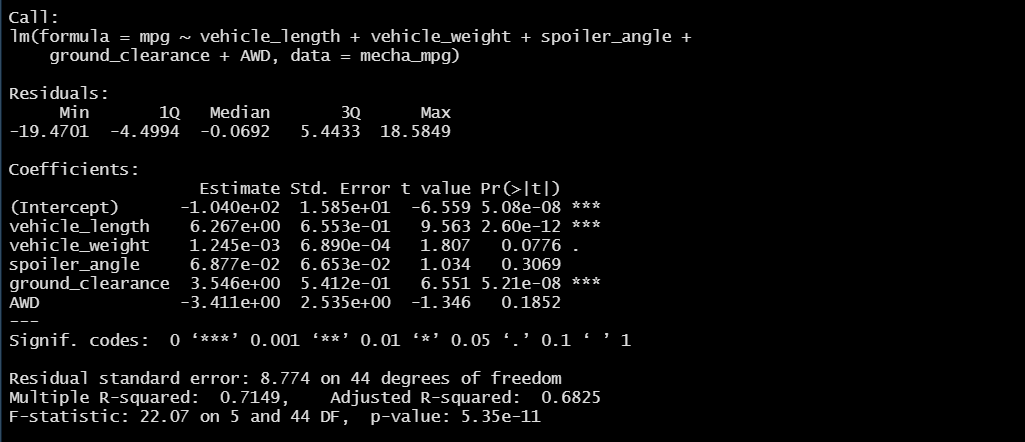 Call:
lm(formula = mpg ~ vehicle_length + vehicle_weight + spoiler_angle +
    ground_clearance + AWD, data = mecha_mpg)

Residuals:
     Min       1Q   Median       3Q      Max
-19.4701  -4.4994  -0.0692   5.4433  18.5849

Coefficients:
                   Estimate Std. Error t value Pr(>|t|)
(Intercept)      -1.040e+02  1.585e+01  -6.559 5.08e-08 ***
vehicle_length    6.267e+00  6.553e-01   9.563 2.60e-12 ***
vehicle_weight    1.245e-03  6.890e-04   1.807   0.0776 .
spoiler_angle     6.877e-02  6.653e-02   1.034   0.3069
ground_clearance  3.546e+00  5.412e-01   6.551 5.21e-08 ***
AWD              -3.411e+00  2.535e+00  -1.346   0.1852
---
Signif. codes:  0 ‘***’ 0.001 ‘**’ 0.01 ‘*’ 0.05 ‘.’ 0.1 ‘ ’ 1

Residual standard error: 8.774 on 44 degrees of freedom
Multiple R-squared:  0.7149,    Adjusted R-squared:  0.6825
F-statistic: 22.07 on 5 and 44 DF,  p-value: 5.35e-11